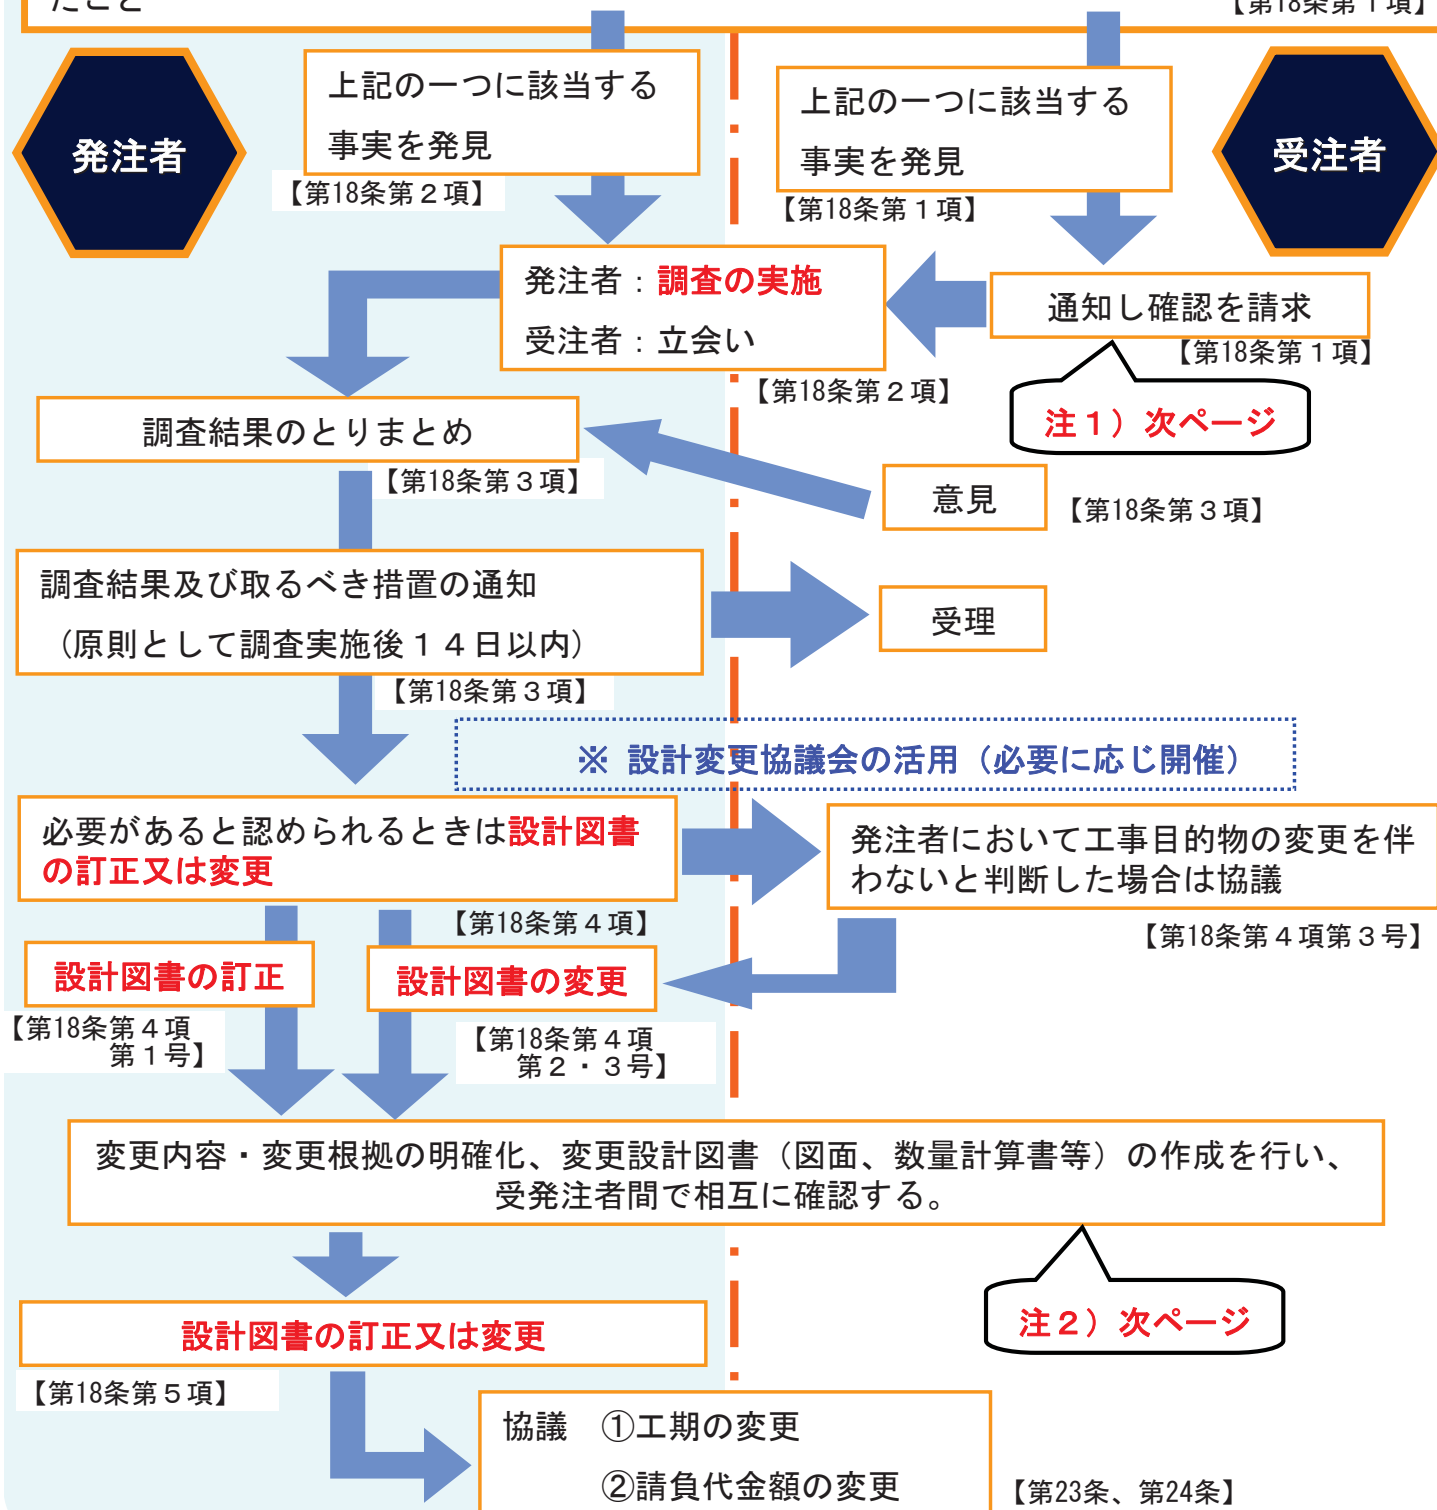 たこと
【第18条第１項】
発注者
上記の一つに該当する
事実を発見
【第18条第２項】
上記の一つに該当する
事実を発見
【第18条第１項】
受注者
発注者：調査の実施
受注者：立会い
【第18条第２項】
通知し確認を請求
【第18条第１項】
注１）次ページ
調査結果のとりまとめ
【第18条第３項】
意見
【第18条第３項】
調査結果及び取るべき措置の通知
（原則として調査実施後１４日以内）
【第18条第３項】
受理
※ 設計変更協議会の活用（必要に応じ開催）
必要があると認められるときは設計図書
の訂正又は変更
【第18条第４項】
発注者において工事目的物の変更を伴
わないと判断した場合は協議
【第18条第４項第３号】
設計図書の訂正
【第18条第４項
第１号】
設計図書の変更
【第18条第４項
第２・３号】
変更内容・変更根拠の明確化、変更設計図書（図面、数量計算書等）の作成を行い、
受発注者間で相互に確認する。
注２）次ページ
設計図書の訂正又は変更
【第18条第５項】
協議　①工期の変更
②請負代金額の変更
【第23条、第24条】